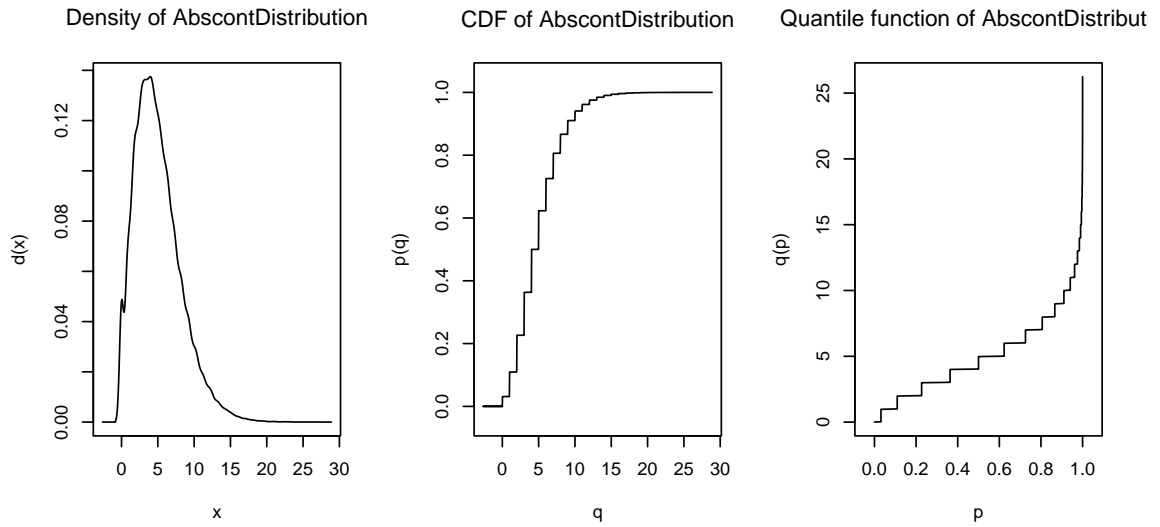 Density of AbscontDistribution
d(x)
0.00
0.04
0.08
0.12
0 5 10 15 20 25 30
x
CDF of AbscontDistribution
p(q)
0.0
0.2
0.4
0.6
0.8
1.0
0 5 10 15 20 25 30
q
Quantile function of AbscontDistribut
q(p)
0
5
10
15
20
25
0.0 0.2 0.4 0.6 0.8 1.0
p